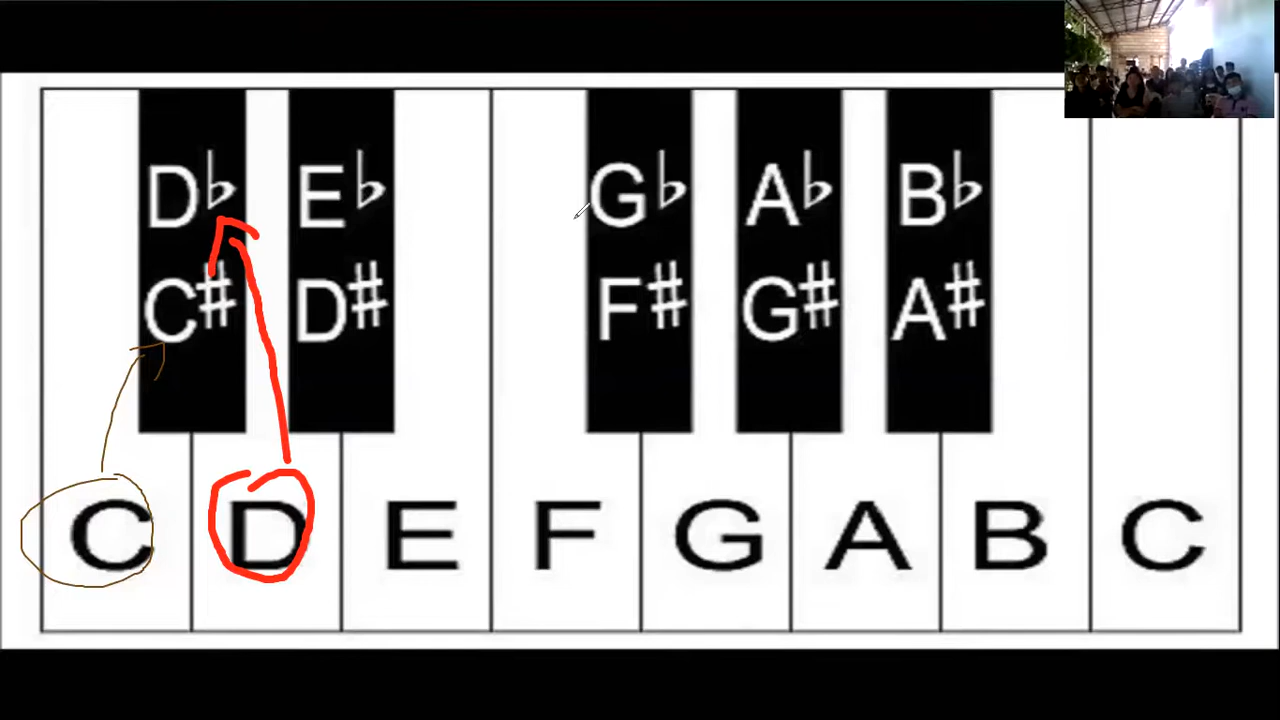 D♭ E♭ G♭ A♭ B♭
C# D# F# G# A#
C D E F G A B C